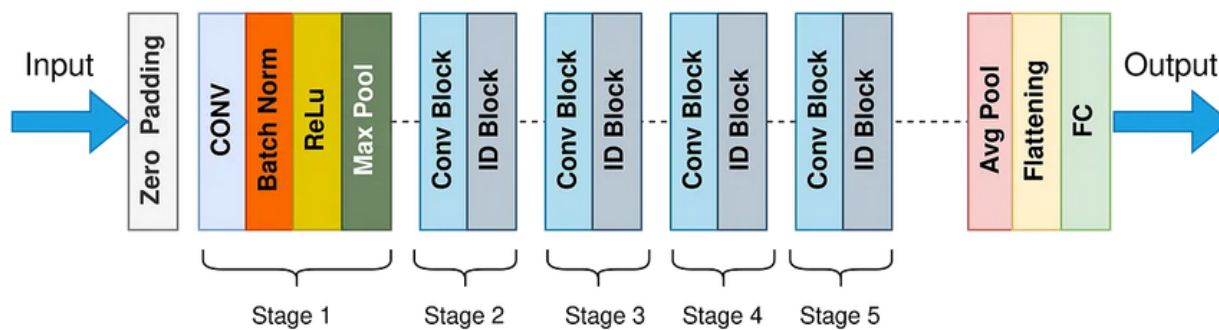 Input
Zero Padding
CONV
Batch Norm
ReLu
Max Pool
Conv Block
ID Block
Conv Block
ID Block
Conv Block
ID Block
Conv Block
ID Block
Avg Pool
Flattening
FC
Output
Stage 1
Stage 2
Stage 3
Stage 4
Stage 5